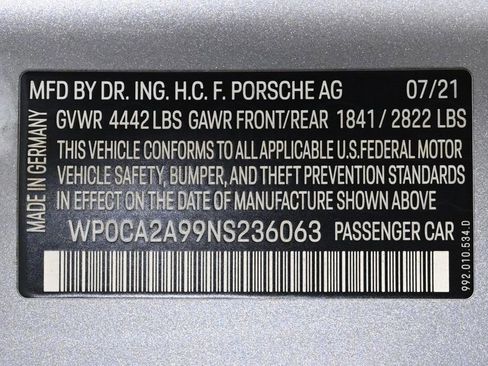 MFD BY DR. ING. H.C. F. PORSCHE AG 07/21
GVWR 4442 LBS GAWR FRONT/REAR 1841 / 2822 LBS
THIS VEHICLE CONFORMS TO ALL APPLICABLE U.S.FEDERAL MOTOR
VEHICLE SAFETY, BUMPER, AND THEFT PREVENTION STANDARDS
IN EFFECT ON THE DATE OF MANUFACTURE SHOWN ABOVE
WP0CA2A99NS236063 PASSENGER CAR
MADE IN GERMANY
992.010.534.D